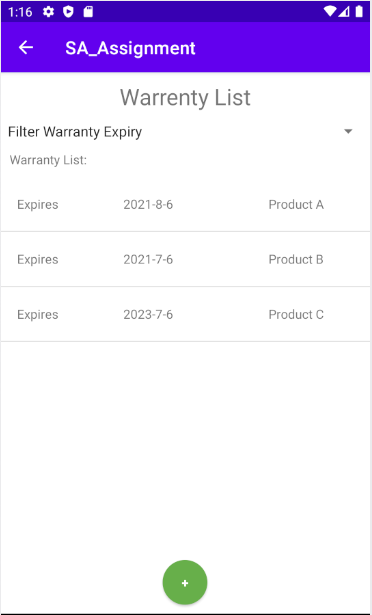 1:16
SA_Assignment
Warrenty List
Filter Warranty Expiry
Warranty List:
Expires 2021-8-6 Product A
Expires 2021-7-6 Product B
Expires 2023-7-6 Product C
+